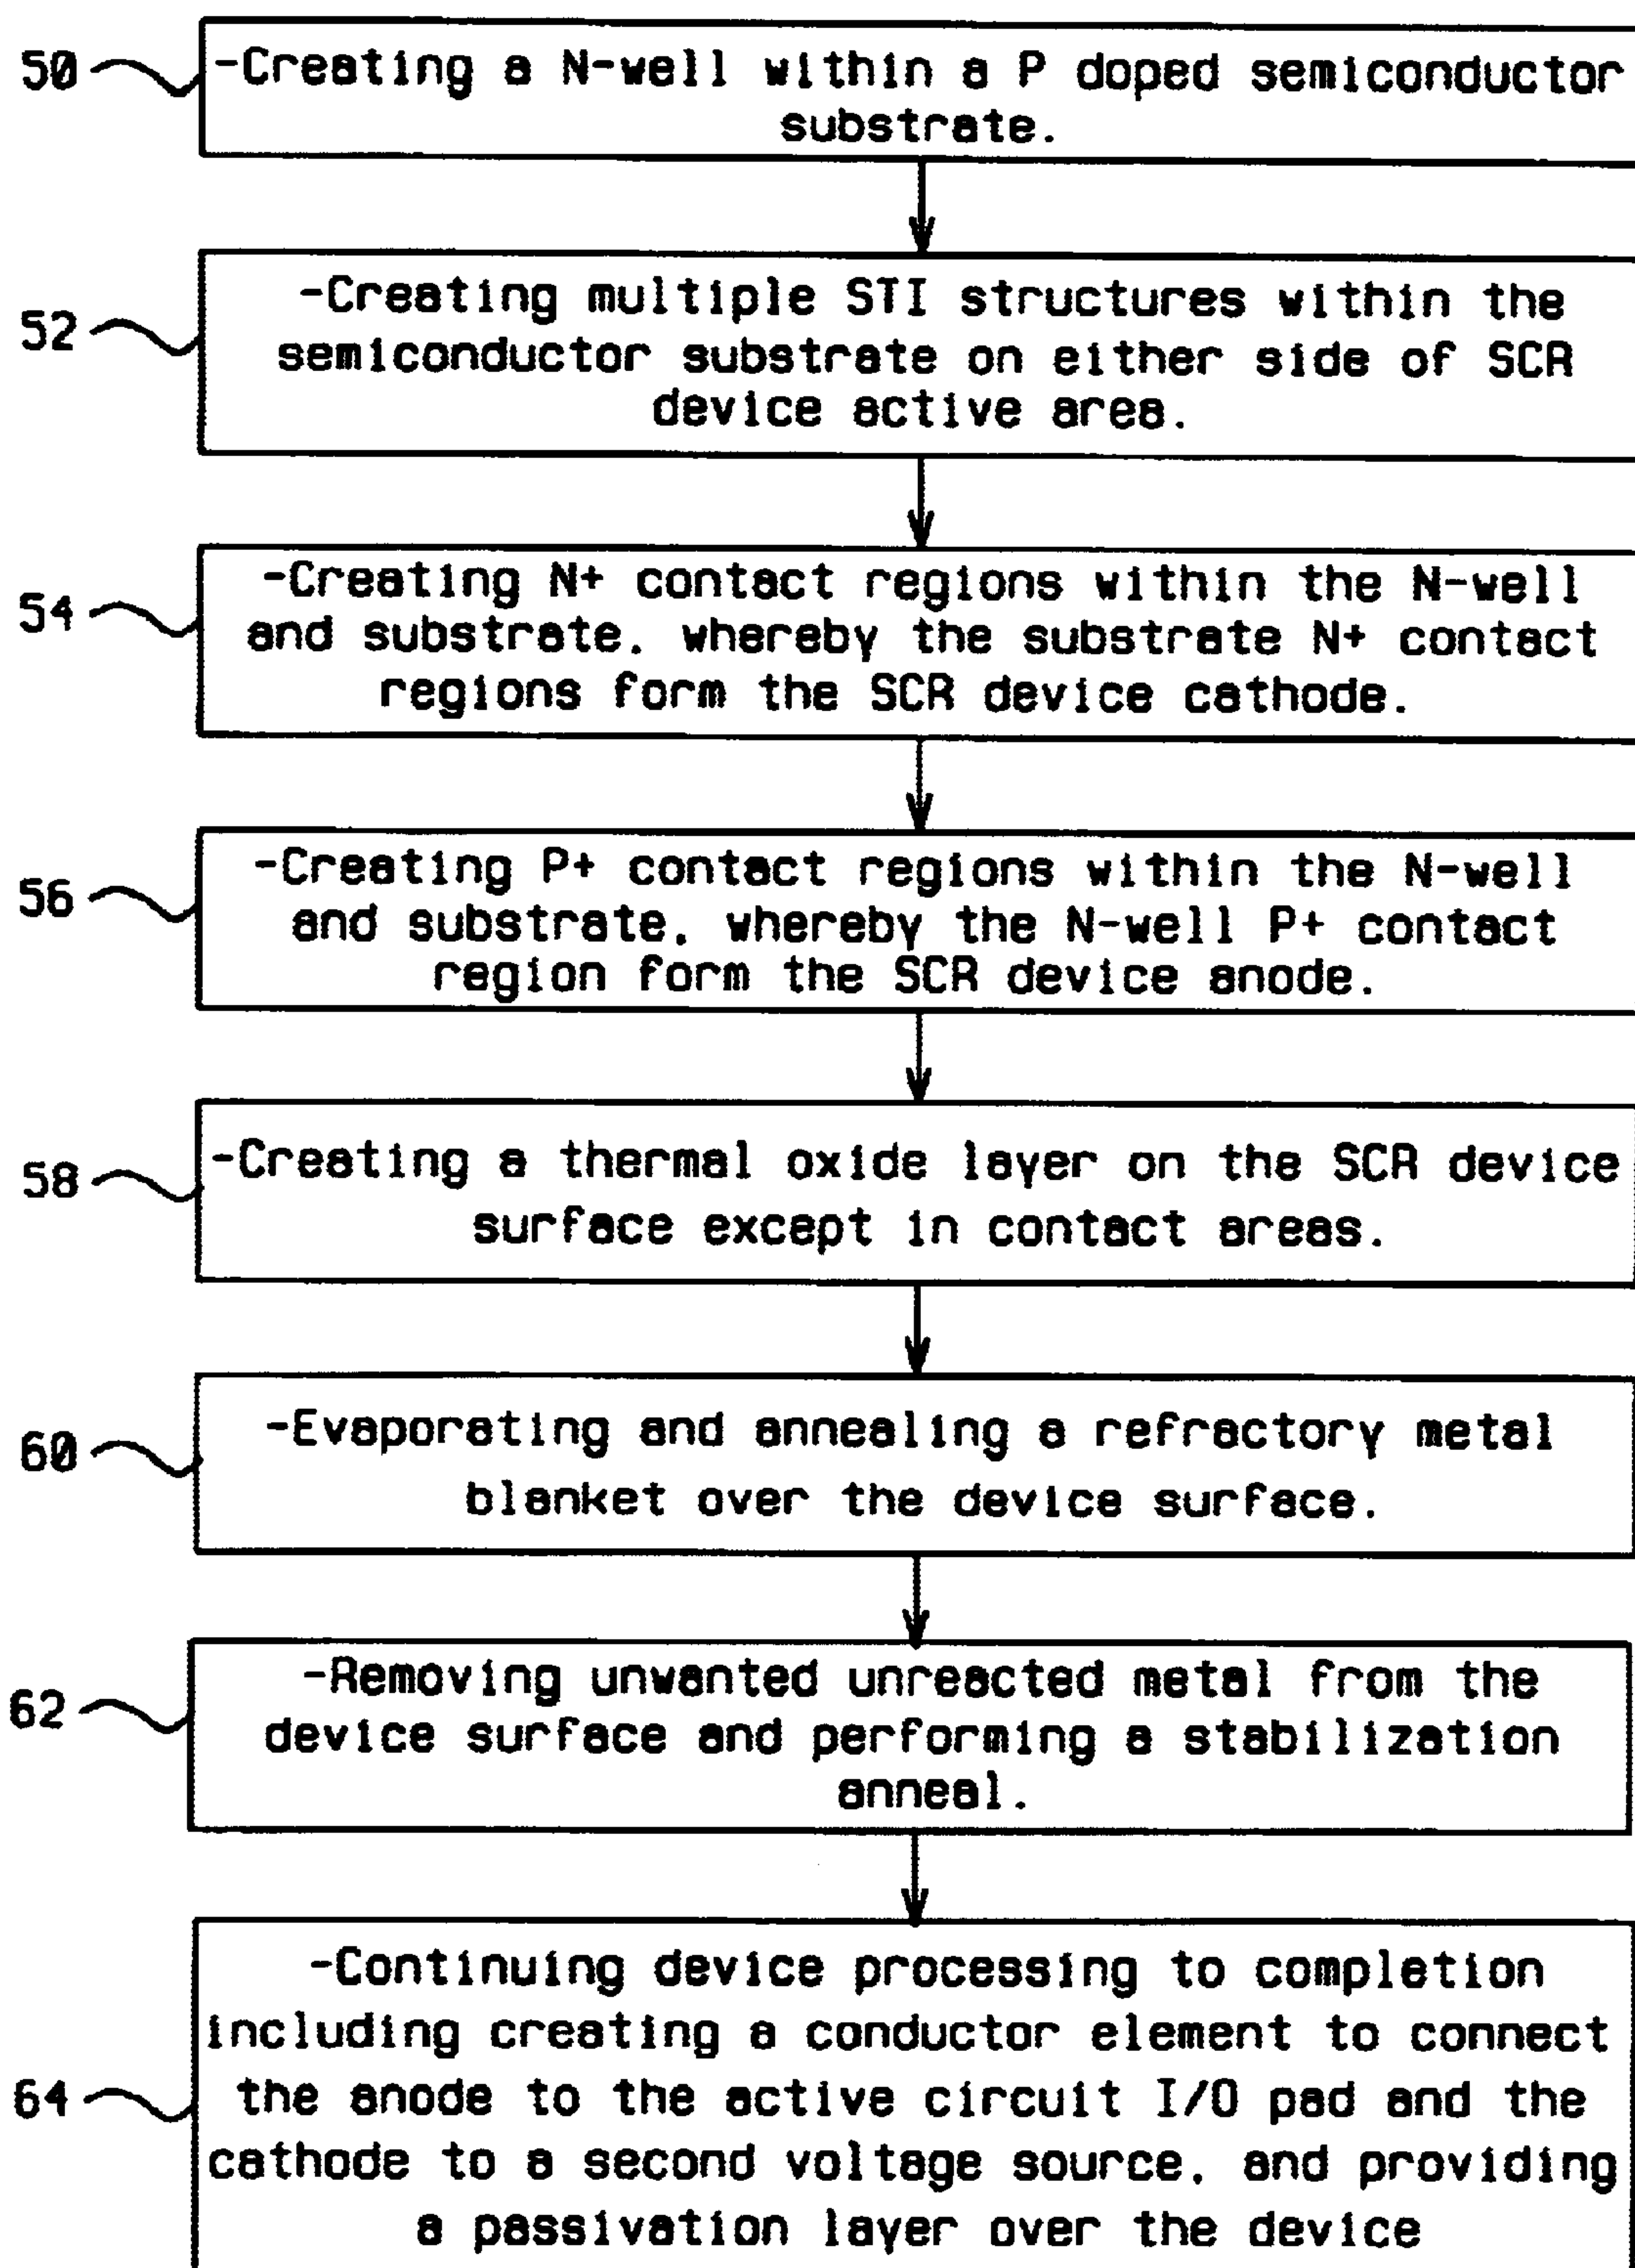 50
-Creating a N-well within a P doped semiconductor
substrate.
52
-Creating multiple STI structures within the
semiconductor substrate on either side of SCR
device active area.
54
-Creating N+ contact regions within the N-well
and substrate. whereby the substrate N+ contact
regions form the SCR device cathode.
56
-Creating P+ contact regions within the N-well
and substrate. whereby the N-well P+ contact
region form the SCR device anode.
58
-Creating a thermal oxide layer on the SCR device
surface except in contact areas.
60
-Evaporating and annealing a refractory metal
blanket over the device surface.
62
-Removing unwanted unreacted metal from the
device surface and performing a stabilization
anneal.
64
-Continuing device processing to completion
including creating a conductor element to connect
the anode to the active circuit I/O pad and the
cathode to a second voltage source. and providing
a passivation layer over the device